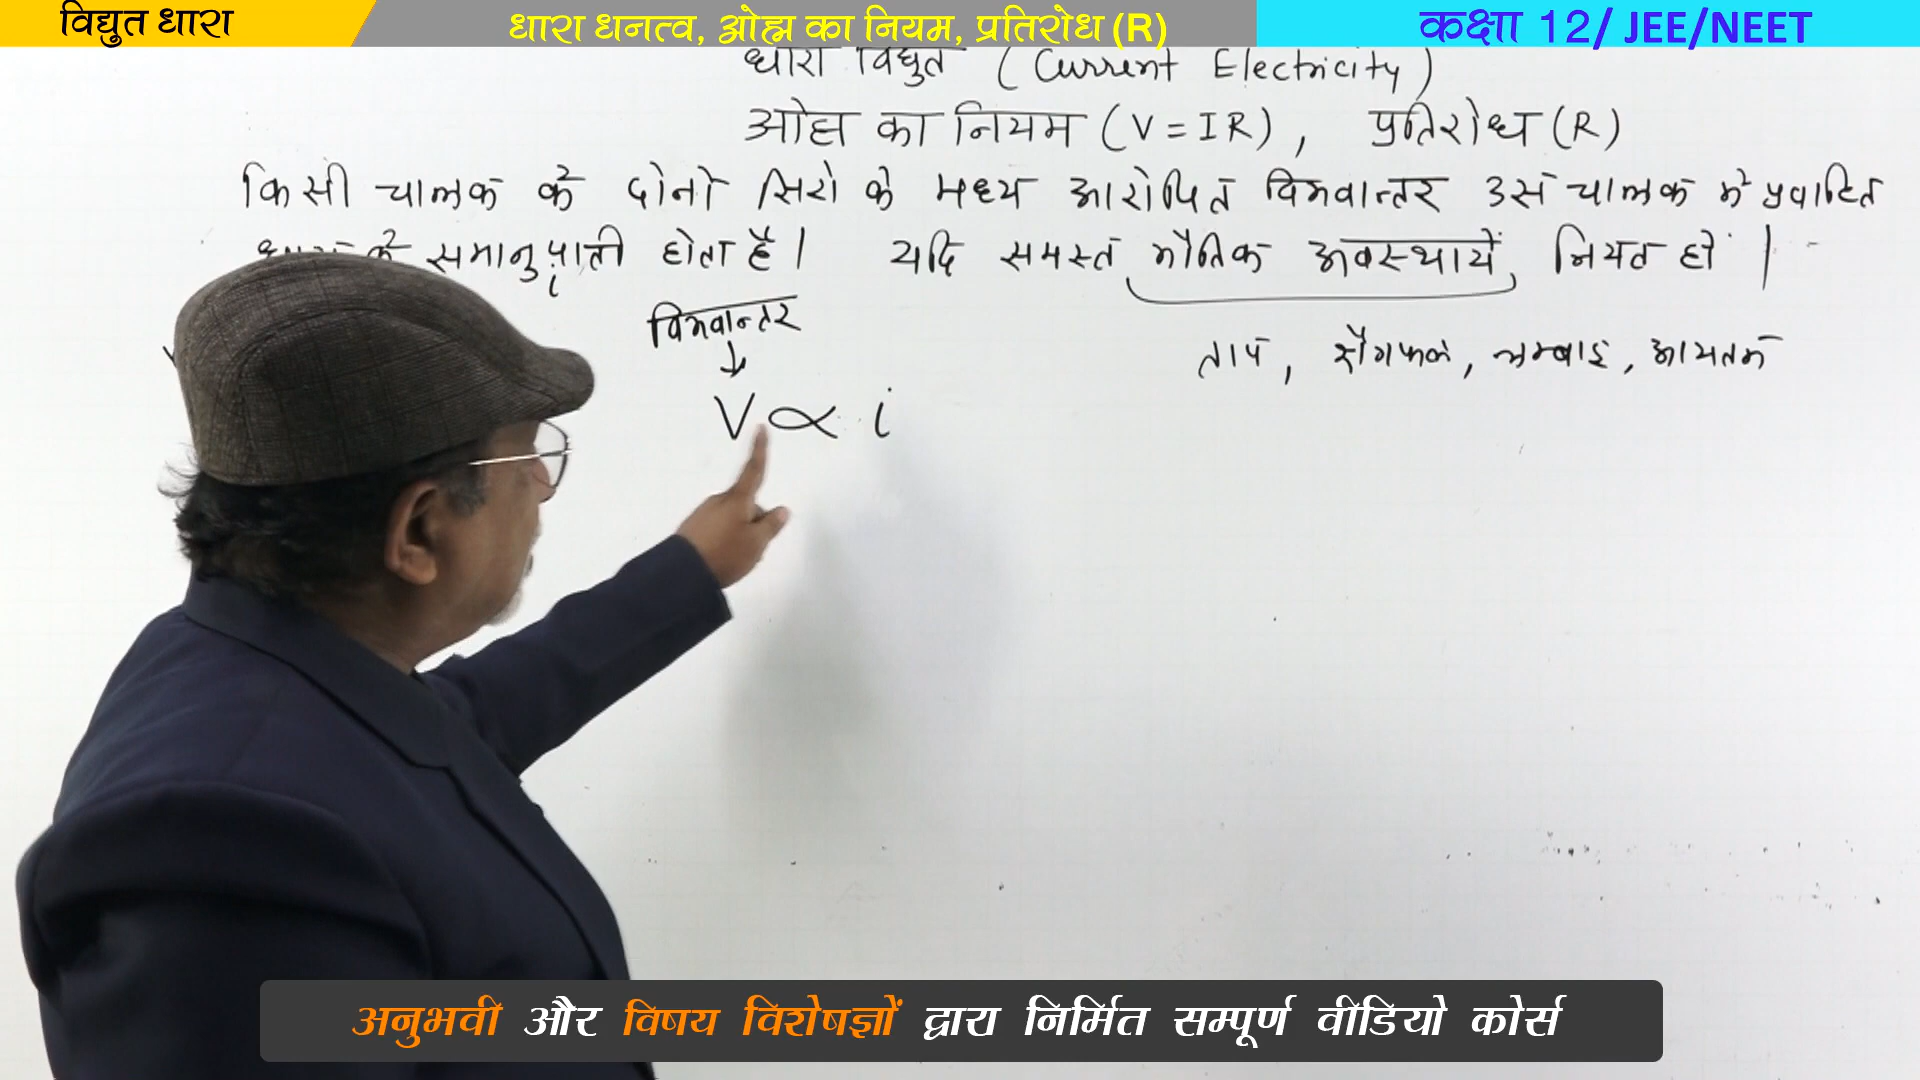 विद्युत धारा
धारा धनत्व, ओह्म का नियम, प्रतिरोध (R)
कक्षा 12/ JEE/NEET
धारा विद्युत (Current Electricity)
ओह्म का नियम (V = IR), प्रतिरोध (R)
किसी चालक के दोनों सिरों के मध्य आरोपित विभवान्तर उस चालक में प्रवाहित
के समानुपाती होता है। यदि समस्त भौतिक अवस्थायें नियत हों |
i
विभवान्तर
↓
ताप, क्षेत्रफल, लम्बाई, आयतन
V ∝ i
अनुभवी और विषय विशेषज्ञों द्वारा निर्मित सम्पूर्ण वीडियो कोर्स